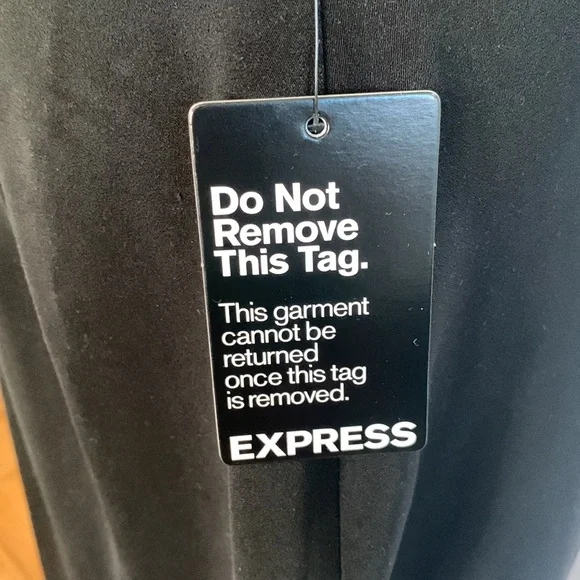 Do Not
Remove
This Tag.
This garment
cannot be
returned
once this tag
is removed.
EXPRESS